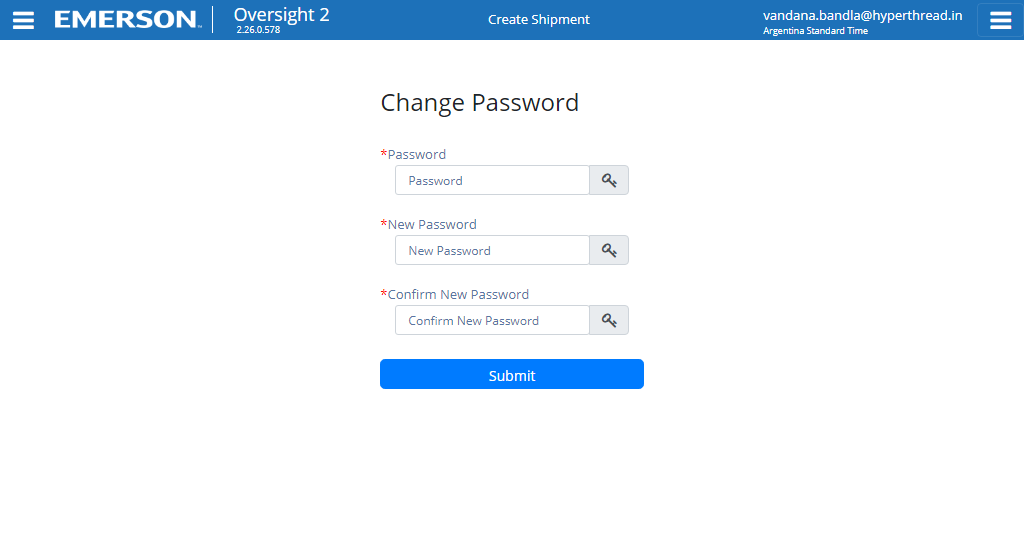 EMERSON™
Oversight 2
2.26.0.578
Create Shipment
vandana.bandla@hyperthread.in
Argentina Standard Time
Change Password
*Password
Password
*New Password
New Password
*Confirm New Password
Confirm New Password
Submit